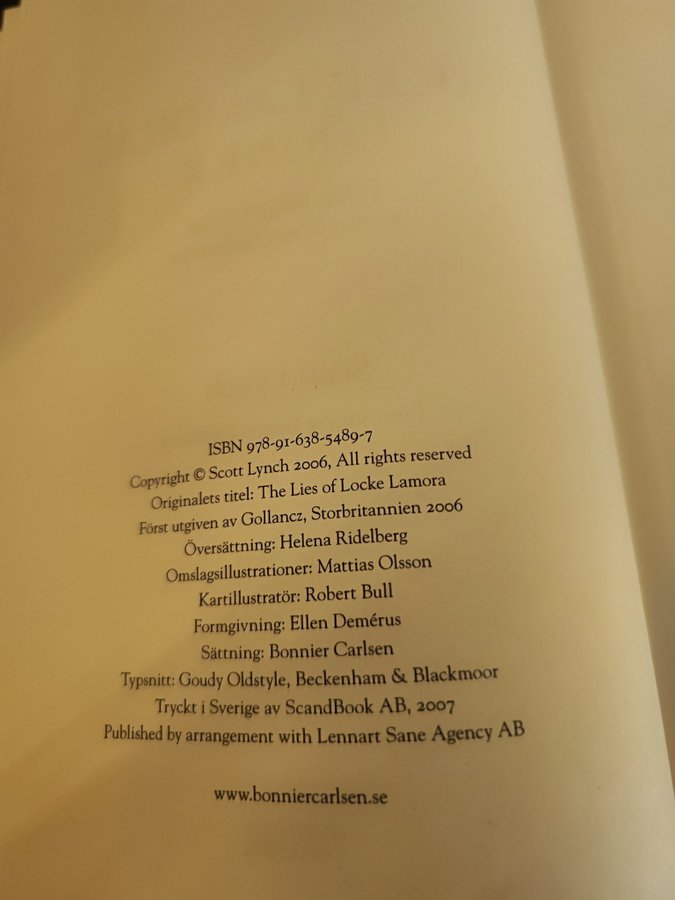 ISBN 978-91-638-5489-7
Copyright © Scott Lynch 2006, All rights reserved
Originalets titel: The Lies of Locke Lamora
Först utgiven av Gollancz, Storbritannien 2006
Översättning: Helena Ridelberg
Omslagsillustrationer: Mattias Olsson
Kartillustratör: Robert Bull
Formgivning: Ellen Demérus
Sättning: Bonnier Carlsen
Typsnitt: Goudy Oldstyle, Beckenham & Blackmoor
Tryckt i Sverige av ScandBook AB, 2007
Published by arrangement with Lennart Sane Agency AB
www.bonniercarlsen.se